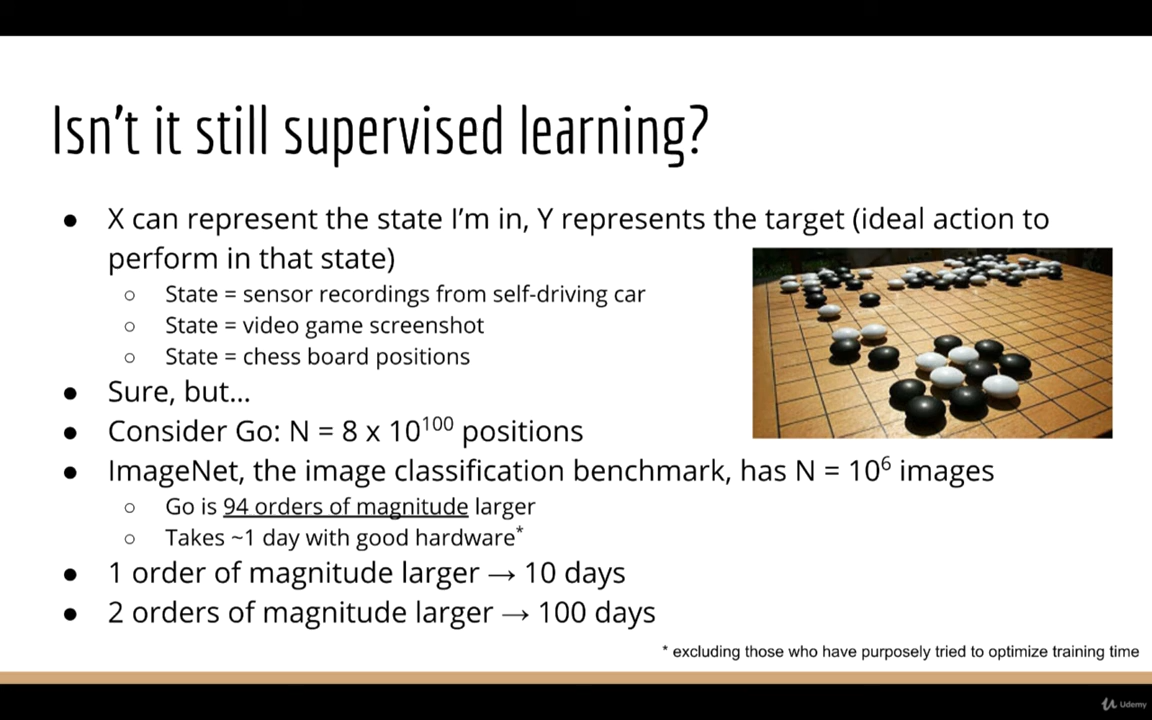 Isn't it still supervised learning?
● X can represent the state I'm in, Y represents the target (ideal action to
perform in that state)
○ State = sensor recordings from self-driving car
○ State = video game screenshot
○ State = chess board positions
● Sure, but...
● Consider Go: N = 8 x 10¹⁰⁰ positions
● ImageNet, the image classification benchmark, has N = 10⁶ images
○ Go is 94 orders of magnitude larger
○ Takes ~1 day with good hardware*
● 1 order of magnitude larger → 10 days
● 2 orders of magnitude larger → 100 days
* excluding those who have purposely tried to optimize training time
Udemy